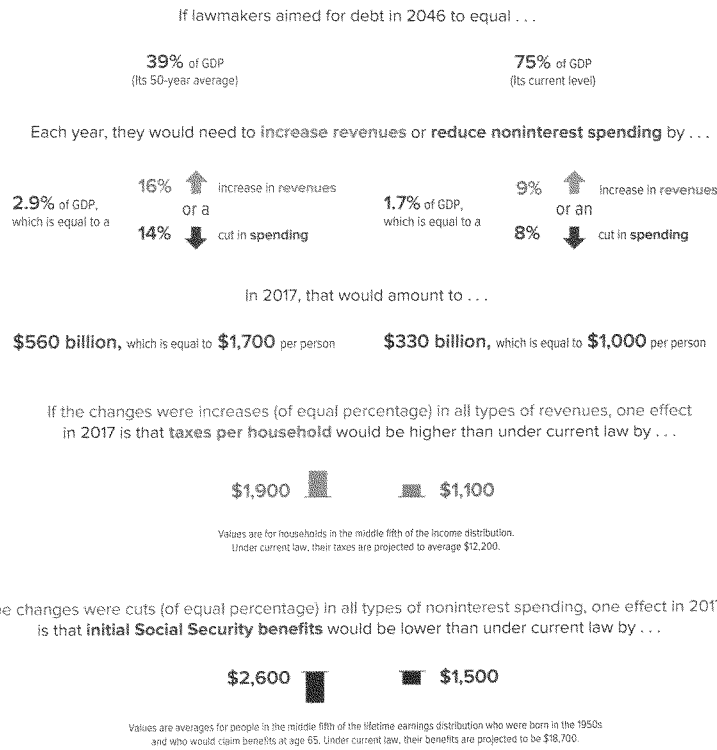 If lawmakers aimed for debt in 2046 to equal . . .
39% of GDP
(Its 50-year average)
75% of GDP
(Its current level)
Each year, they would need to increase revenues or reduce noninterest spending by . . .
2.9% of GDP,
which is equal to a
16% increase in revenues
or a
14% cut in spending
1.7% of GDP,
which is equal to a
9% increase in revenues
or an
8% cut in spending
In 2017, that would amount to . . .
$560 billion, which is equal to $1,700 per person
$330 billion, which is equal to $1,000 per person
If the changes were increases (of equal percentage) in all types of revenues, one effect
in 2017 is that taxes per household would be higher than under current law by . . .
$1,900
$1,100
Values are for households in the middle fifth of the income distribution.
Under current law, their taxes are projected to average $12,200.
e changes were cuts (of equal percentage) in all types of noninterest spending, one effect in 2017
is that initial Social Security benefits would be lower than under current law by . . .
$2,600
$1,500
Values are averages for people in the middle fifth of the lifetime earnings distribution who were born in the 1950s
and who would claim benefits at age 65. Under current law, their benefits are projected to be $18,700.